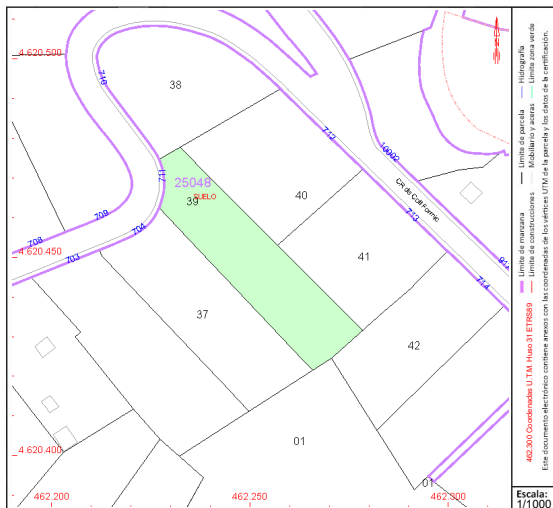 4.620.500
38
740
712
10002
711
25048
SUELO
39
40
CR de Coll Formic
713
41
708
709
704
703
4.620.450
714
914
37
42
01
4.620.400
01
462.200
462.250
462.300
Límite de manzana
Límite de parcela
Hidrografía
Límite de construcciones
Mobiliario y aceras
Límite zona verde
462.300 Coordenadas U.T.M. Huso 31 ETRS89
Este documento electrónico contiene anexos con las coordenadas de los vértices UTM de la parcela y los datos de la certificación.
Escala:
1/1000